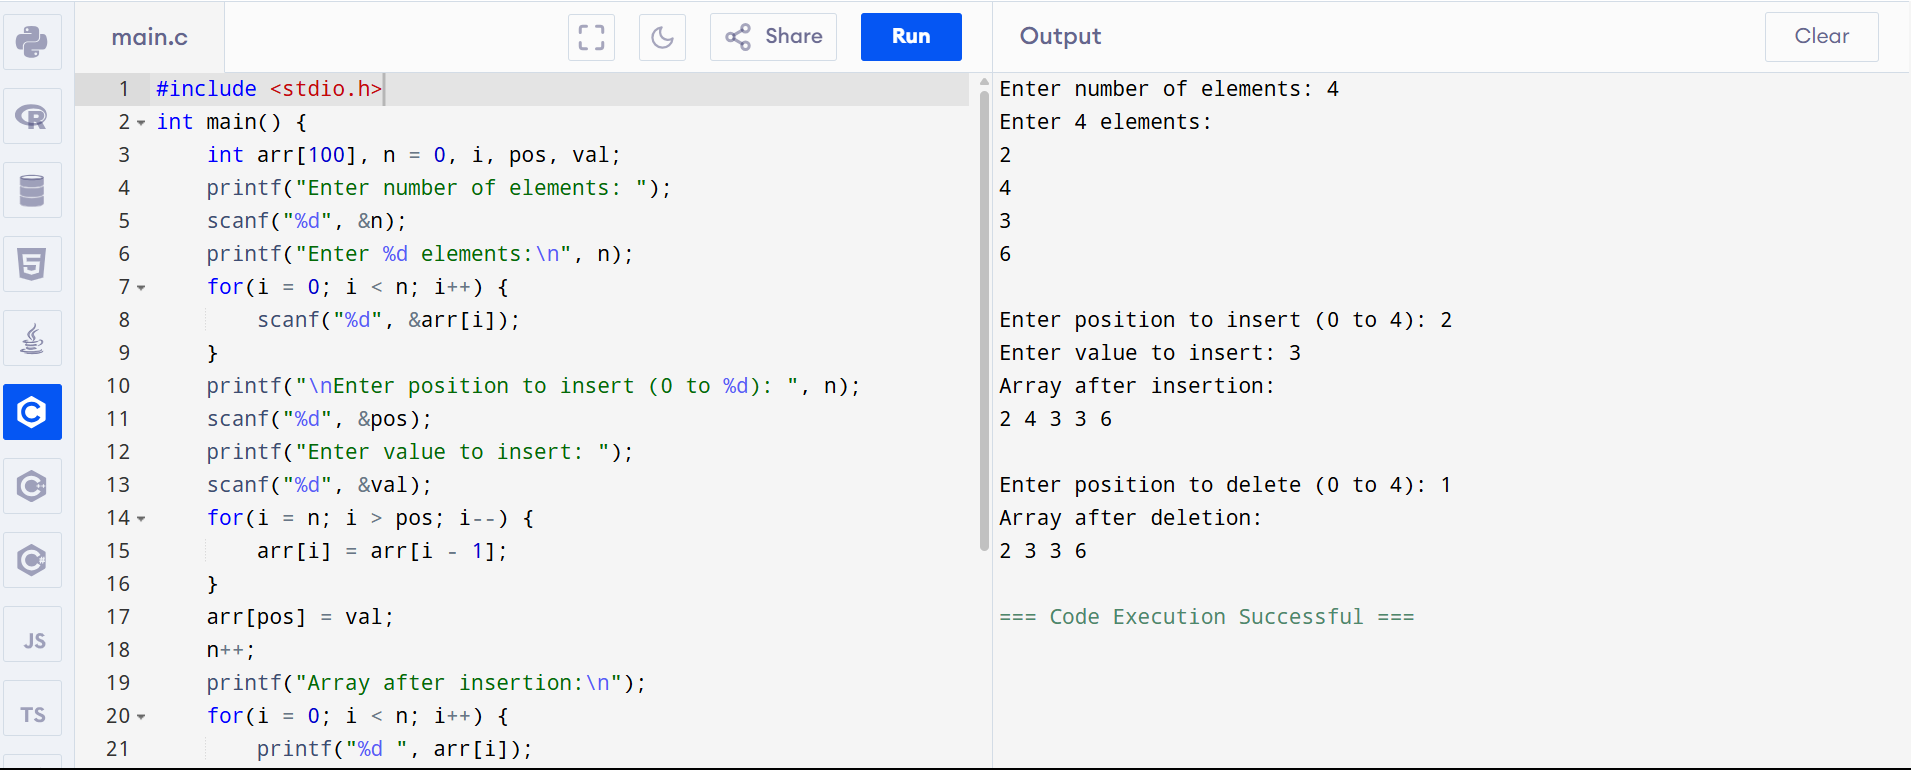 main.c
Share
Run
Output
Clear
1 #include <stdio.h>
2 int main() {
3     int arr[100], n = 0, i, pos, val;
4     printf("Enter number of elements: ");
5     scanf("%d", &n);
6     printf("Enter %d elements:\n", n);
7     for(i = 0; i < n; i++) {
8         scanf("%d", &arr[i]);
9     }
10     printf("\nEnter position to insert (0 to %d): ", n);
11     scanf("%d", &pos);
12     printf("Enter value to insert: ");
13     scanf("%d", &val);
14     for(i = n; i > pos; i--) {
15         arr[i] = arr[i - 1];
16     }
17     arr[pos] = val;
18     n++;
19     printf("Array after insertion:\n");
20     for(i = 0; i < n; i++) {
21         printf("%d ", arr[i]);
Enter number of elements: 4
Enter 4 elements:
2
4
3
6
Enter position to insert (0 to 4): 2
Enter value to insert: 3
Array after insertion:
2 4 3 3 6
Enter position to delete (0 to 4): 1
Array after deletion:
2 3 3 6
=== Code Execution Successful ===
R
5
C
C
C
JS
TS